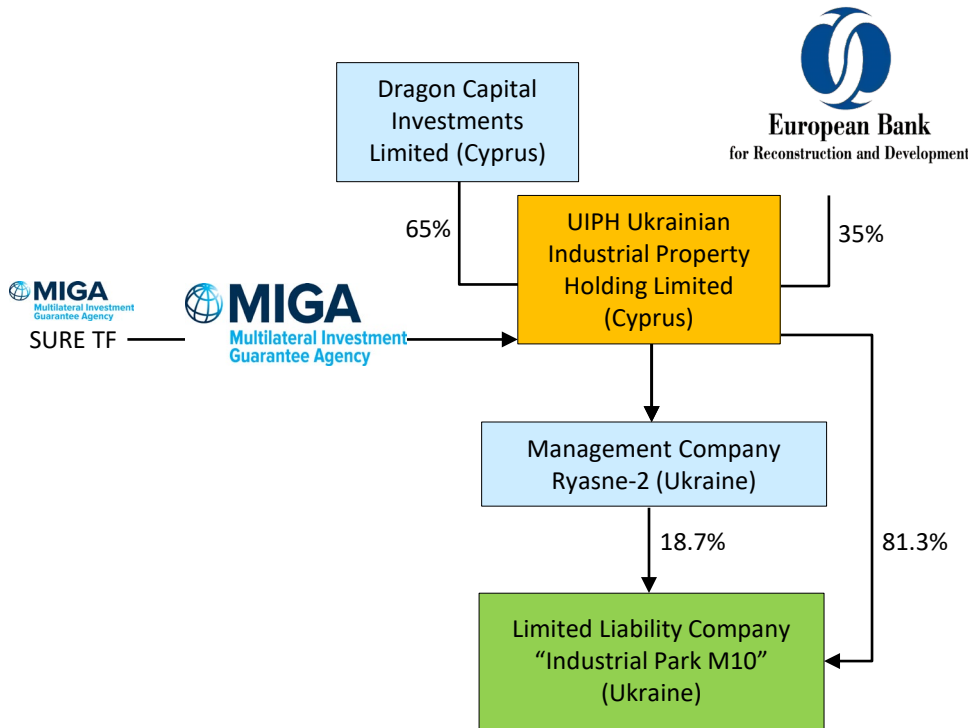 Dragon Capital
Investments
Limited (Cyprus)
European Bank
for Reconstruction and Development
65%
UIPH Ukrainian
Industrial Property
Holding Limited
(Cyprus)
35%
MIGA
Multilateral Investment
Guarantee Agency
SURE TF
MIGA
Multilateral Investment
Guarantee Agency
Management Company
Ryasne-2 (Ukraine)
18.7%
81.3%
Limited Liability Company
“Industrial Park M10”
(Ukraine)